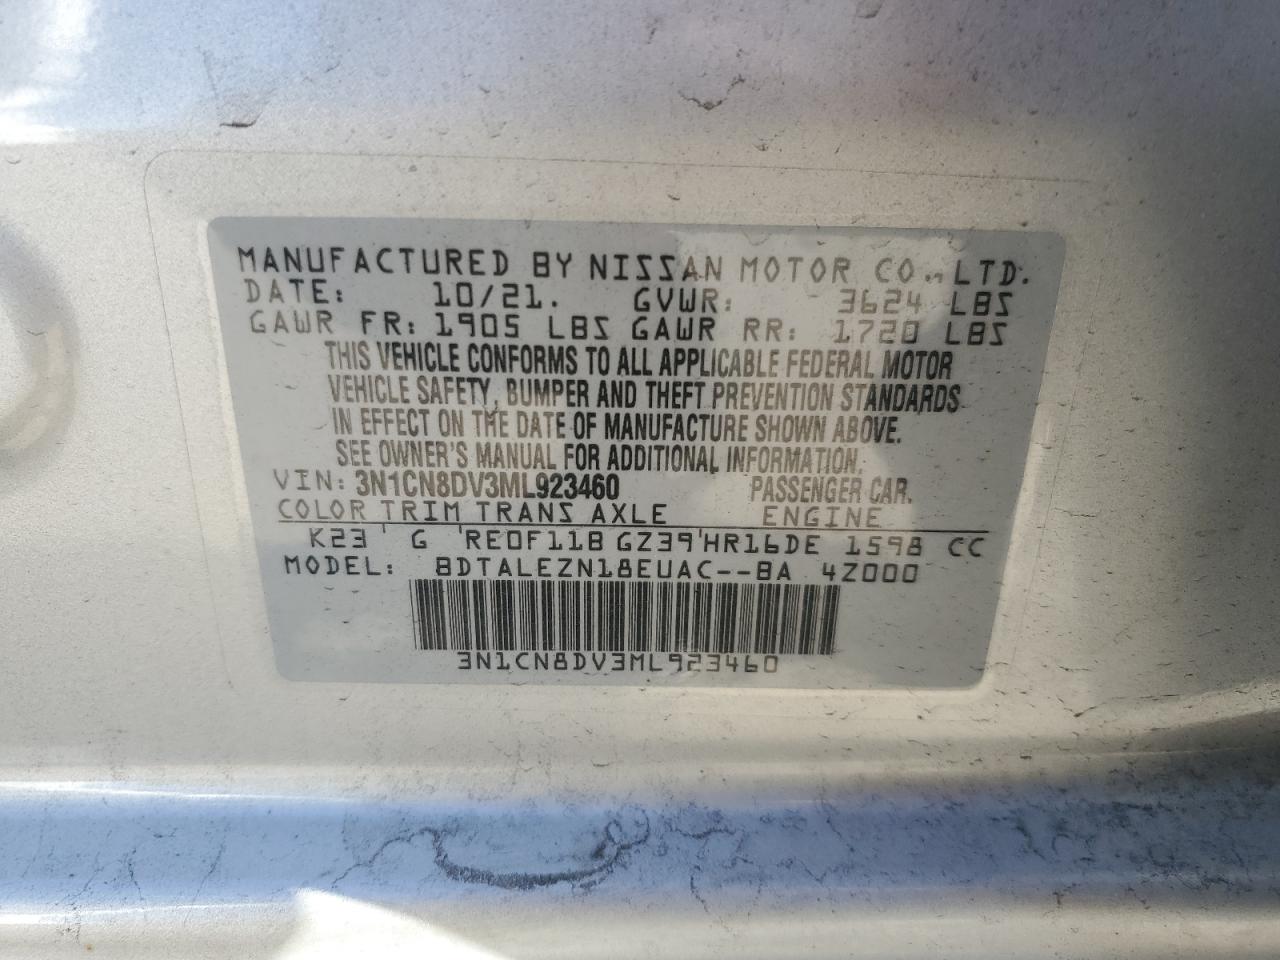 MANUFACTURED BY NISSAN MOTOR CO., LTD.
DATE: 10/21. GVWR: 3624 LBS
GAWR FR: 1905 LBS GAWR RR: 1720 LBS
THIS VEHICLE CONFORMS TO ALL APPLICABLE FEDERAL MOTOR
VEHICLE SAFETY, BUMPER AND THEFT PREVENTION STANDARDS
IN EFFECT ON THE DATE OF MANUFACTURE SHOWN ABOVE.
SEE OWNER'S MANUAL FOR ADDITIONAL INFORMATION.
VIN: 3N1CN8DV3ML923460 PASSENGER CAR.
COLOR TRIM TRANS AXLE ENGINE
K23 ' G 'RE0F11B GZ39'HR16DE 1598 CC
MODEL: BDTALEZN18EUAC--BA 4Z000
3N1CN8DV3ML923460